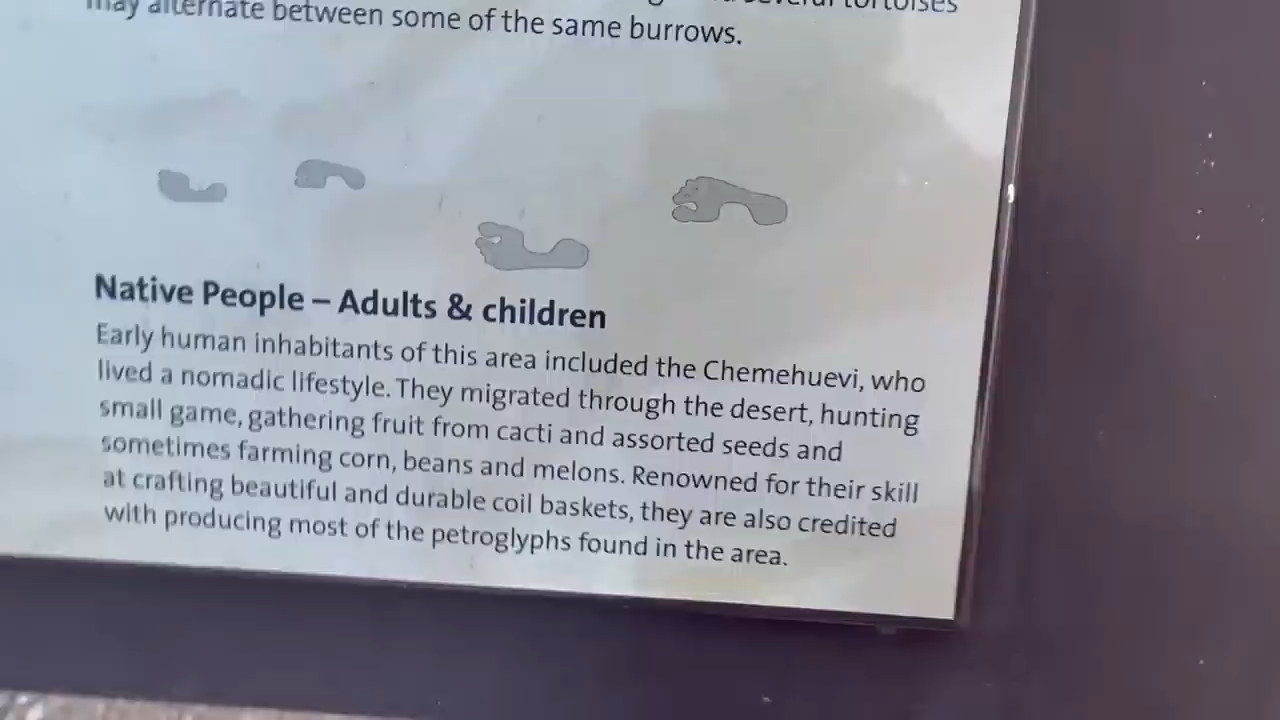 may alternate between some of the same burrows.
Native People – Adults & children
Early human inhabitants of this area included the Chemehuevi, who
lived a nomadic lifestyle. They migrated through the desert, hunting
small game, gathering fruit from cacti and assorted seeds and
sometimes farming corn, beans and melons. Renowned for their skill
at crafting beautiful and durable coil baskets, they are also credited
with producing most of the petroglyphs found in the area.